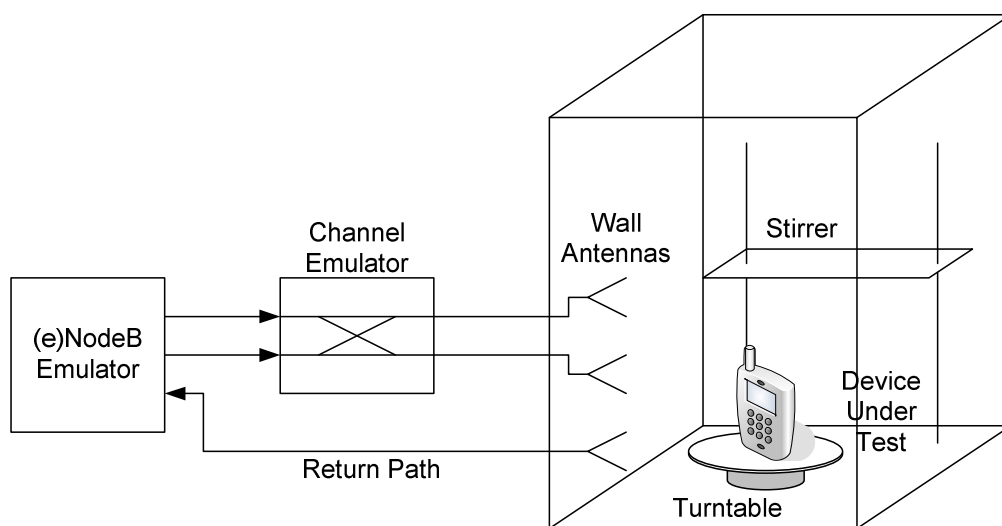 Channel
Emulator
Wall
Antennas
Stirrer
(e)NodeB
Emulator
Device
Under
Test
Return Path
Turntable